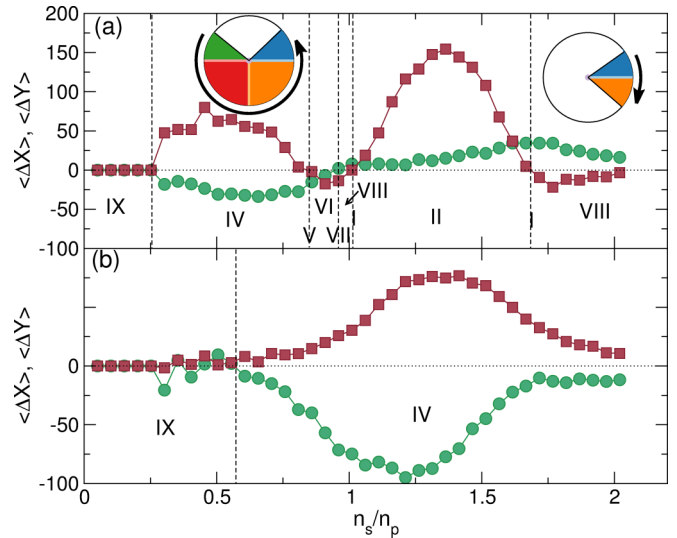 200
(a)
150
100
50
0
-50
-100
<ΔX>, <ΔY>
IX
IV
V
VI
VII
VIII
I
II
I
VIII
(b)
0
-50
-100
<ΔX>, <ΔY>
IX
IV
0
0.5
1
1.5
2
n_s/n_p